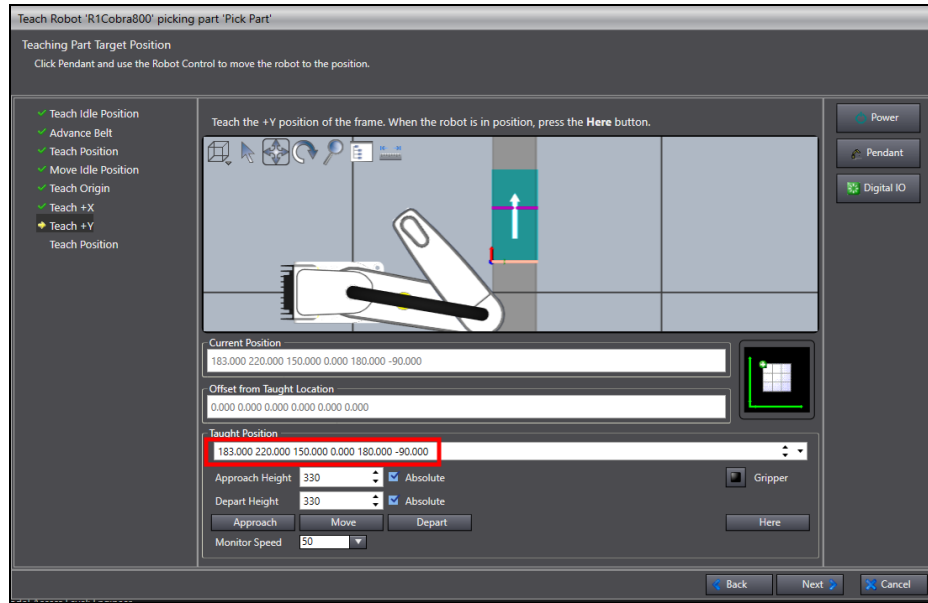 Teach Robot 'R1Cobra800' picking part 'Pick Part'
Teaching Part Target Position
Click Pendant and use the Robot Control to move the robot to the position.
Teach Idle Position
Advance Belt
Teach Position
Move Idle Position
Teach Origin
Teach +X
Teach +Y
Teach Position
Teach the +Y position of the frame. When the robot is in position, press the Here button.
Current Position
183.000 220.000 150.000 0.000 180.000 -90.000
Offset from Taught Location
0.000 0.000 0.000 0.000 0.000 0.000
Taught Position
183.000 220.000 150.000 0.000 180.000 -90.000
Approach Height 330 Absolute
Gripper
Depart Height 330 Absolute
Approach Move Depart Here
Monitor Speed 50
Power
Pendant
Digital IO
Back Next Cancel